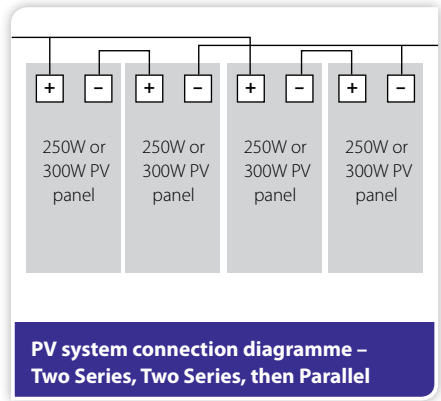 + – + – + – + –
250W or 250W or 250W or 250W or
300W PV 300W PV 300W PV 300W PV
panel panel panel panel
PV system connection diagramme –
Two Series, Two Series, then Parallel